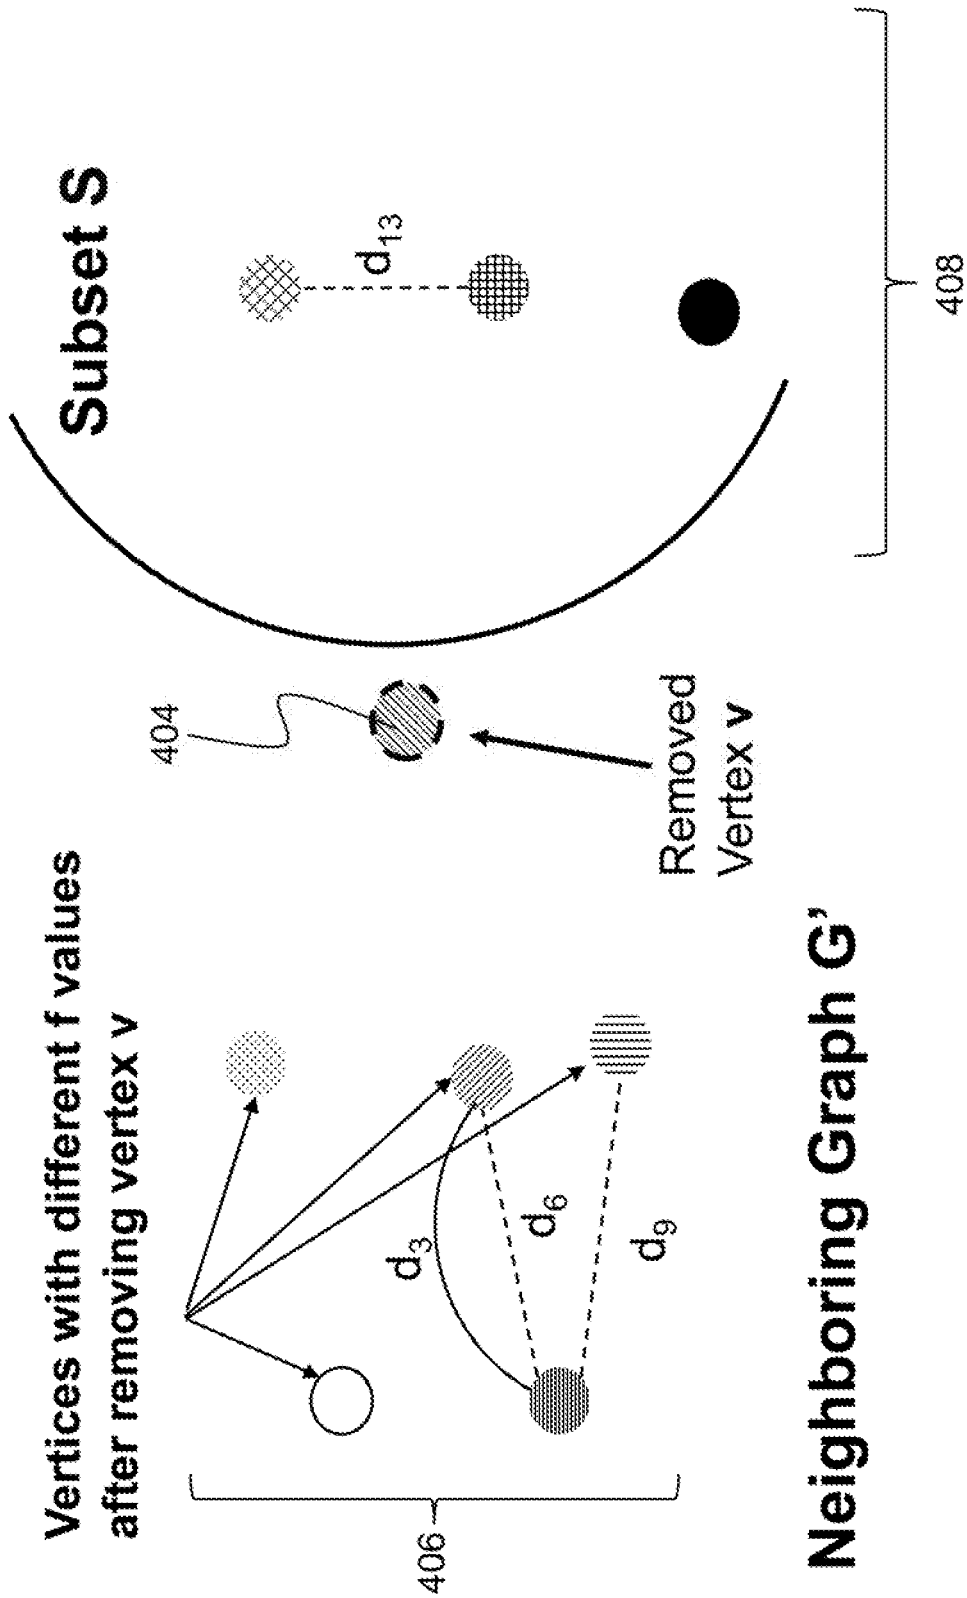 Vertices with different f values
after removing vertex v
Subset S
404
d13
d3
d6
d9
Removed
Vertex v
406
408
Neighboring Graph G'